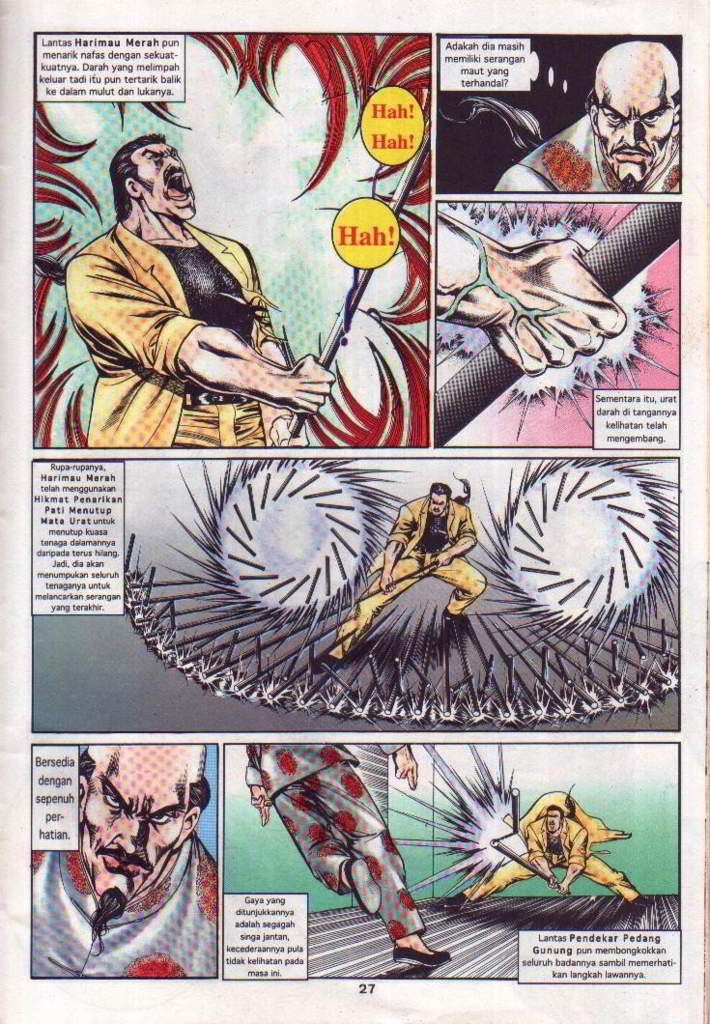 Lantas Harimau Merah pun
menarik nafas dengan sekuat-
kuatnya. Darah yang melimpah
keluar tadi itu pun tertarik balik
ke dalam mulut dan lukanya.
Hah!
Hah!
Hah!
Adakah dia masih
memiliki serangan
maut yang
terhandal?
Sementara itu, urat
darah di tangannya
kelihatan telah
mengembang.
Rupa-rupanya,
Harimau Merah
telah menggunakan
Hikmat Penarikan
Pati Menutup
Mata Urat untuk
menutup kuasa
tenaga dalamannya
daripada terus hilang.
Jadi, dia akan
menumpukan seluruh
tenaganya untuk
melancarkan serangan
yang terakhir.
Bersedia
dengan
sepenuh
per-
hatian.
Gaya yang
ditunjukkannya
adalah segagah
singa jantan,
kecederaannya pula
tidak kelihatan pada
masa ini.
Lantas Pendekar Pedang
Gunung pun membongkokkan
seluruh badannya sambil memerhati-
kan langkah lawannya.
27